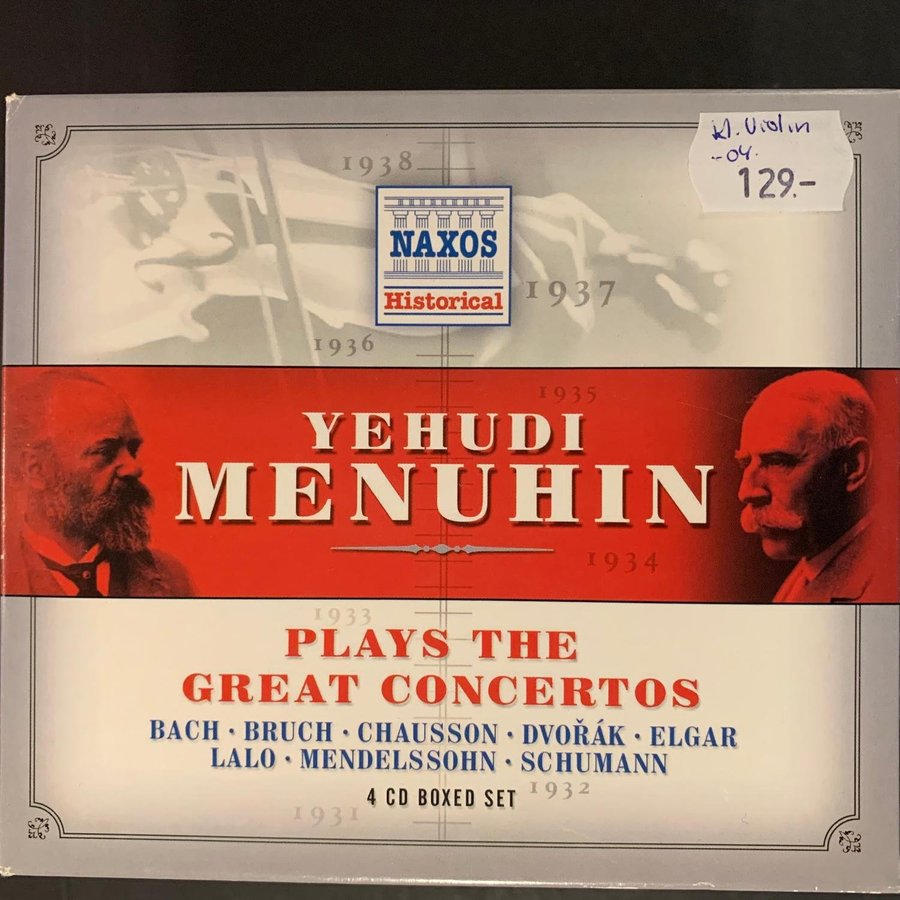 kl. Violin
-04.
129.-
1938
NAXOS
Historical
1937
1936
1935
YEHUDI
MENUHIN
1934
1933
PLAYS THE
GREAT CONCERTOS
BACH · BRUCH · CHAUSSON · DVOŘÁK · ELGAR
LALO · MENDELSSOHN · SCHUMANN
4 CD BOXED SET
1932
1931